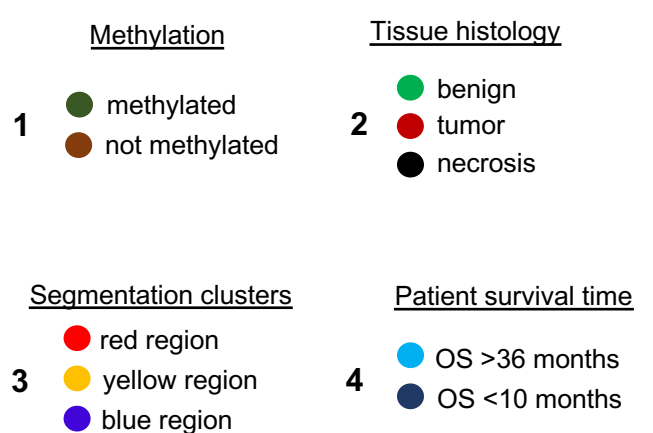 Methylation
1
methylated
not methylated
Tissue histology
2
benign
tumor
necrosis
Segmentation clusters
3
red region
yellow region
blue region
Patient survival time
4
OS >36 months
OS <10 months